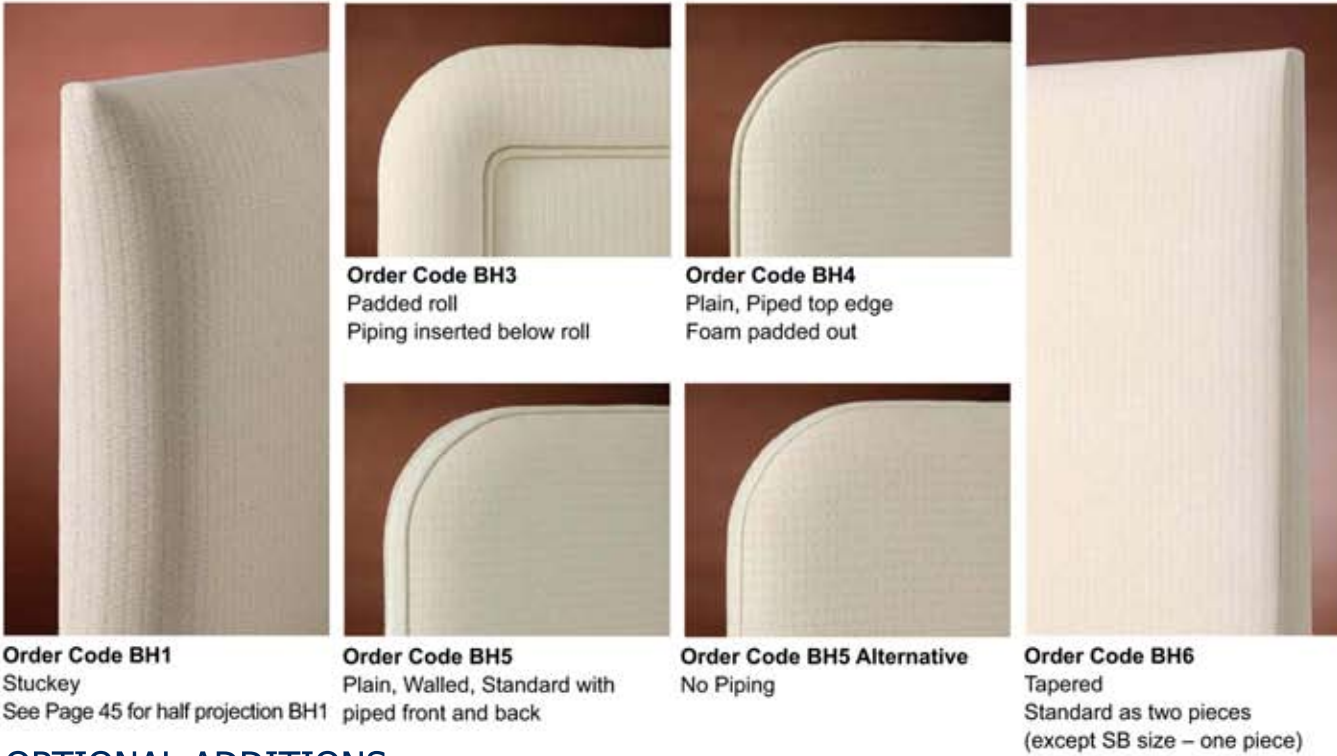 Order Code BH3
Padded roll
Piping inserted below roll
Order Code BH4
Plain, Piped top edge
Foam padded out
Order Code BH1
Stuckey
See Page 45 for half projection BH1
Order Code BH5
Plain, Walled, Standard with
piped front and back
Order Code BH5 Alternative
No Piping
Order Code BH6
Tapered
Standard as two pieces
(except SB size – one piece)
OPTIONAL ADDITIONS